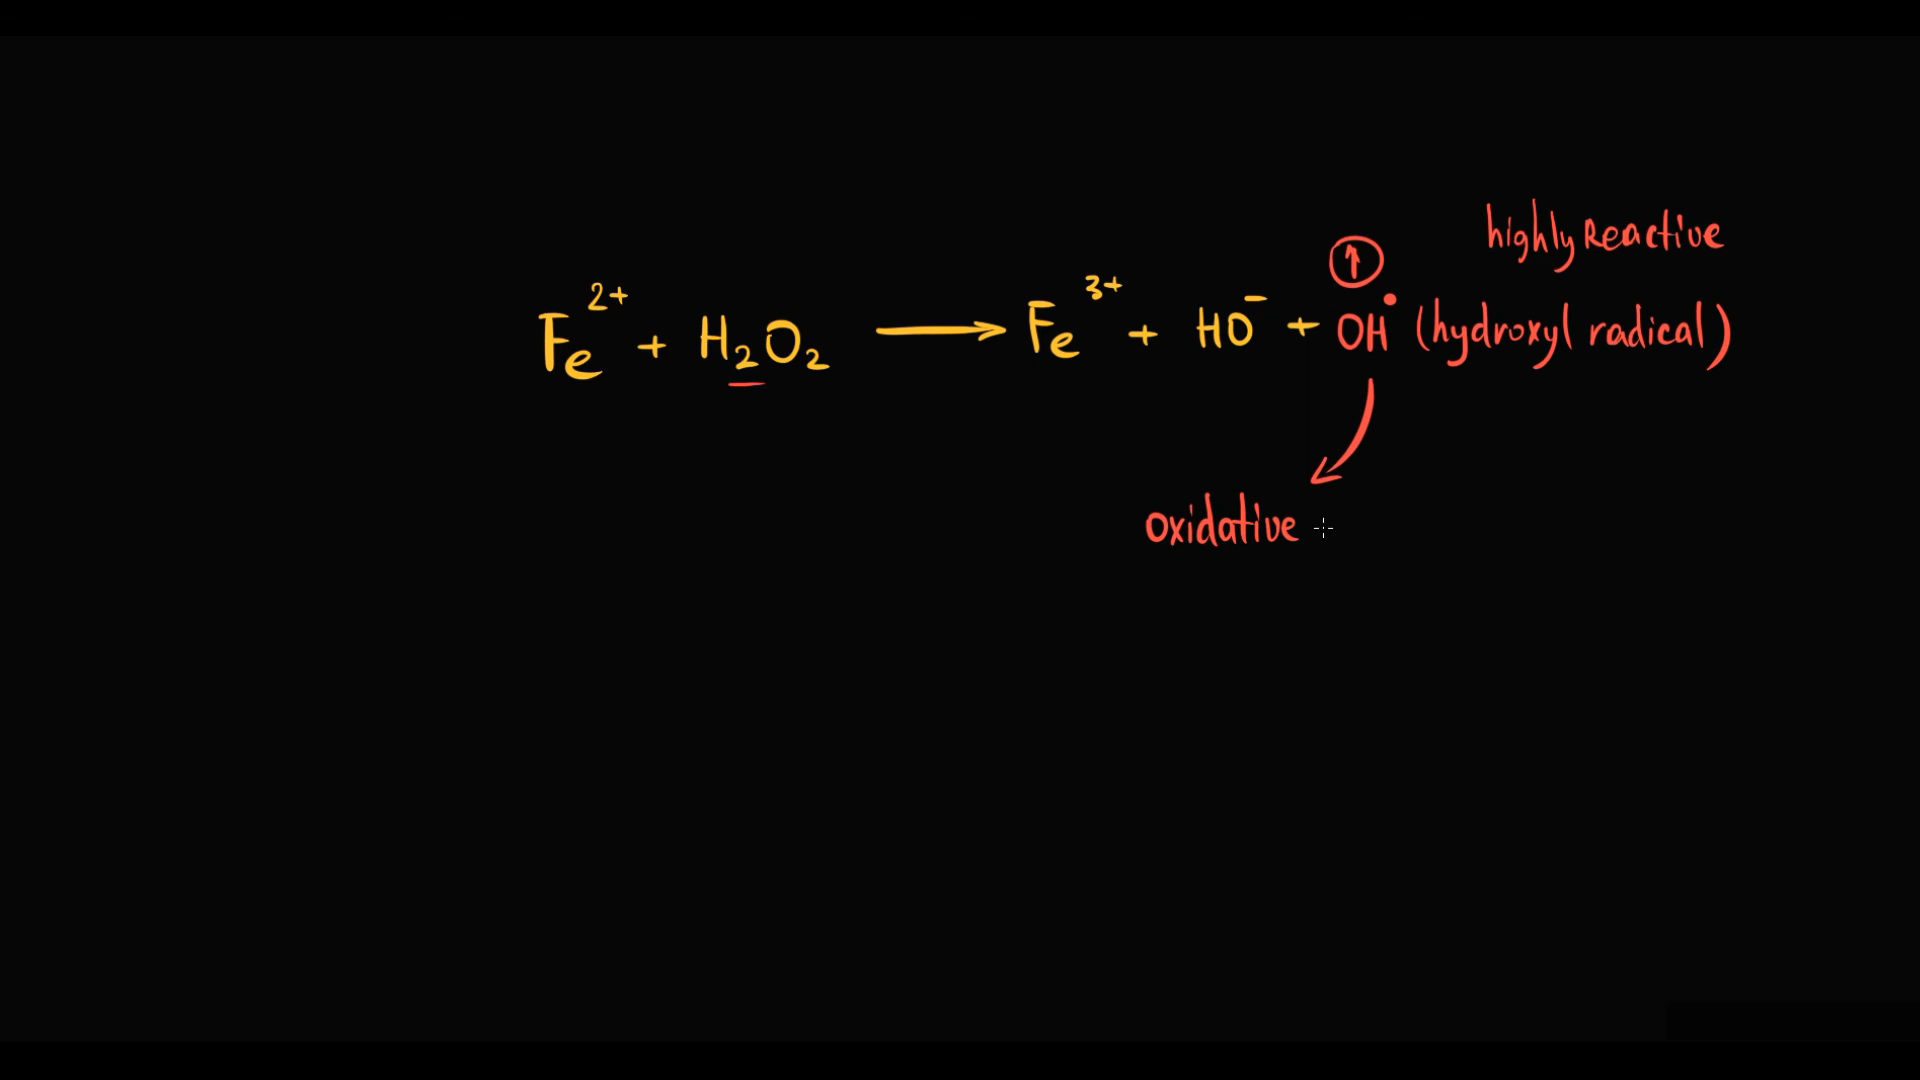 highly Reactive
Fe²⁺ + H₂O₂ ⟶ Fe³⁺ + HO⁻ + OH• (hydroxyl radical)
oxidative